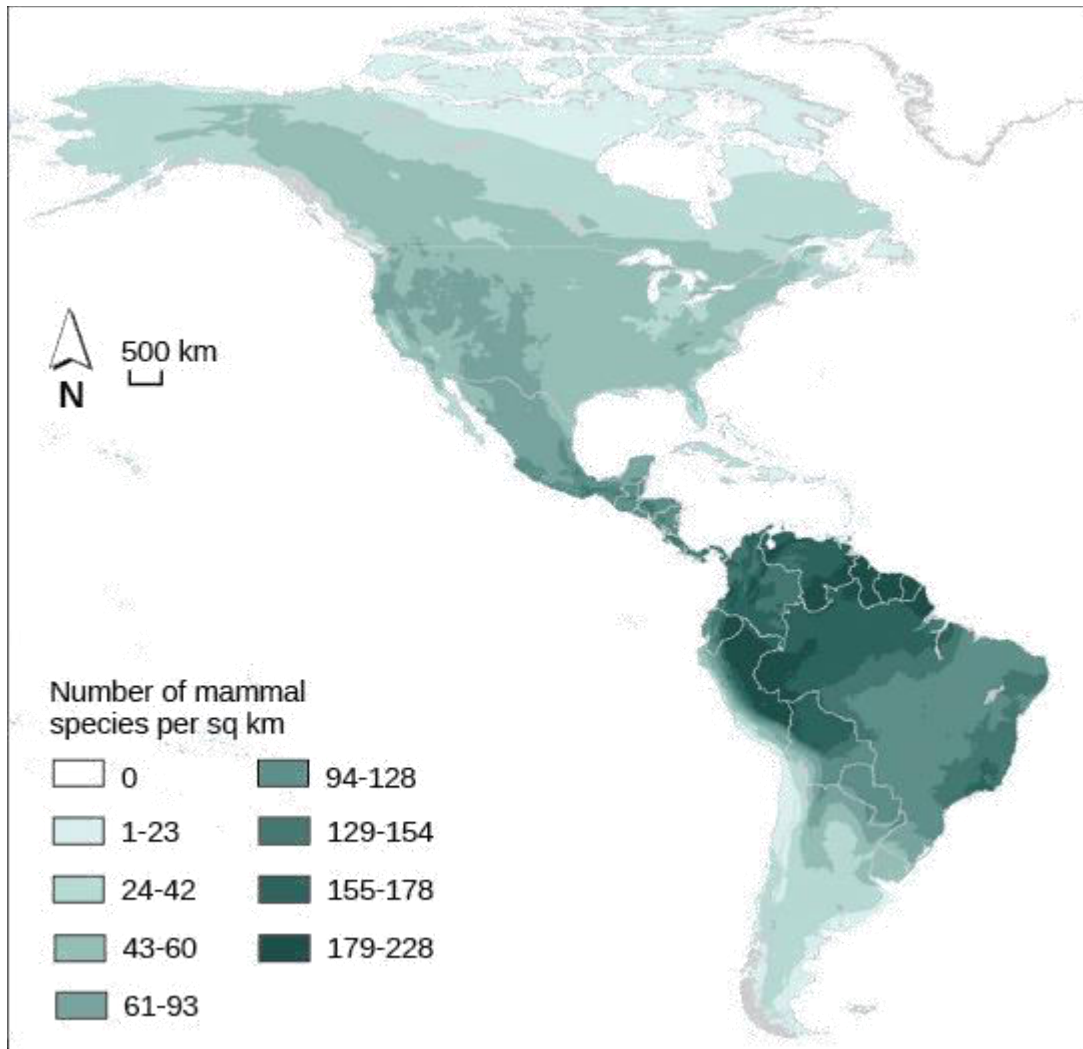 500 km
N
Number of mammal
species per sq km
0
1-23
24-42
43-60
61-93
94-128
129-154
155-178
179-228